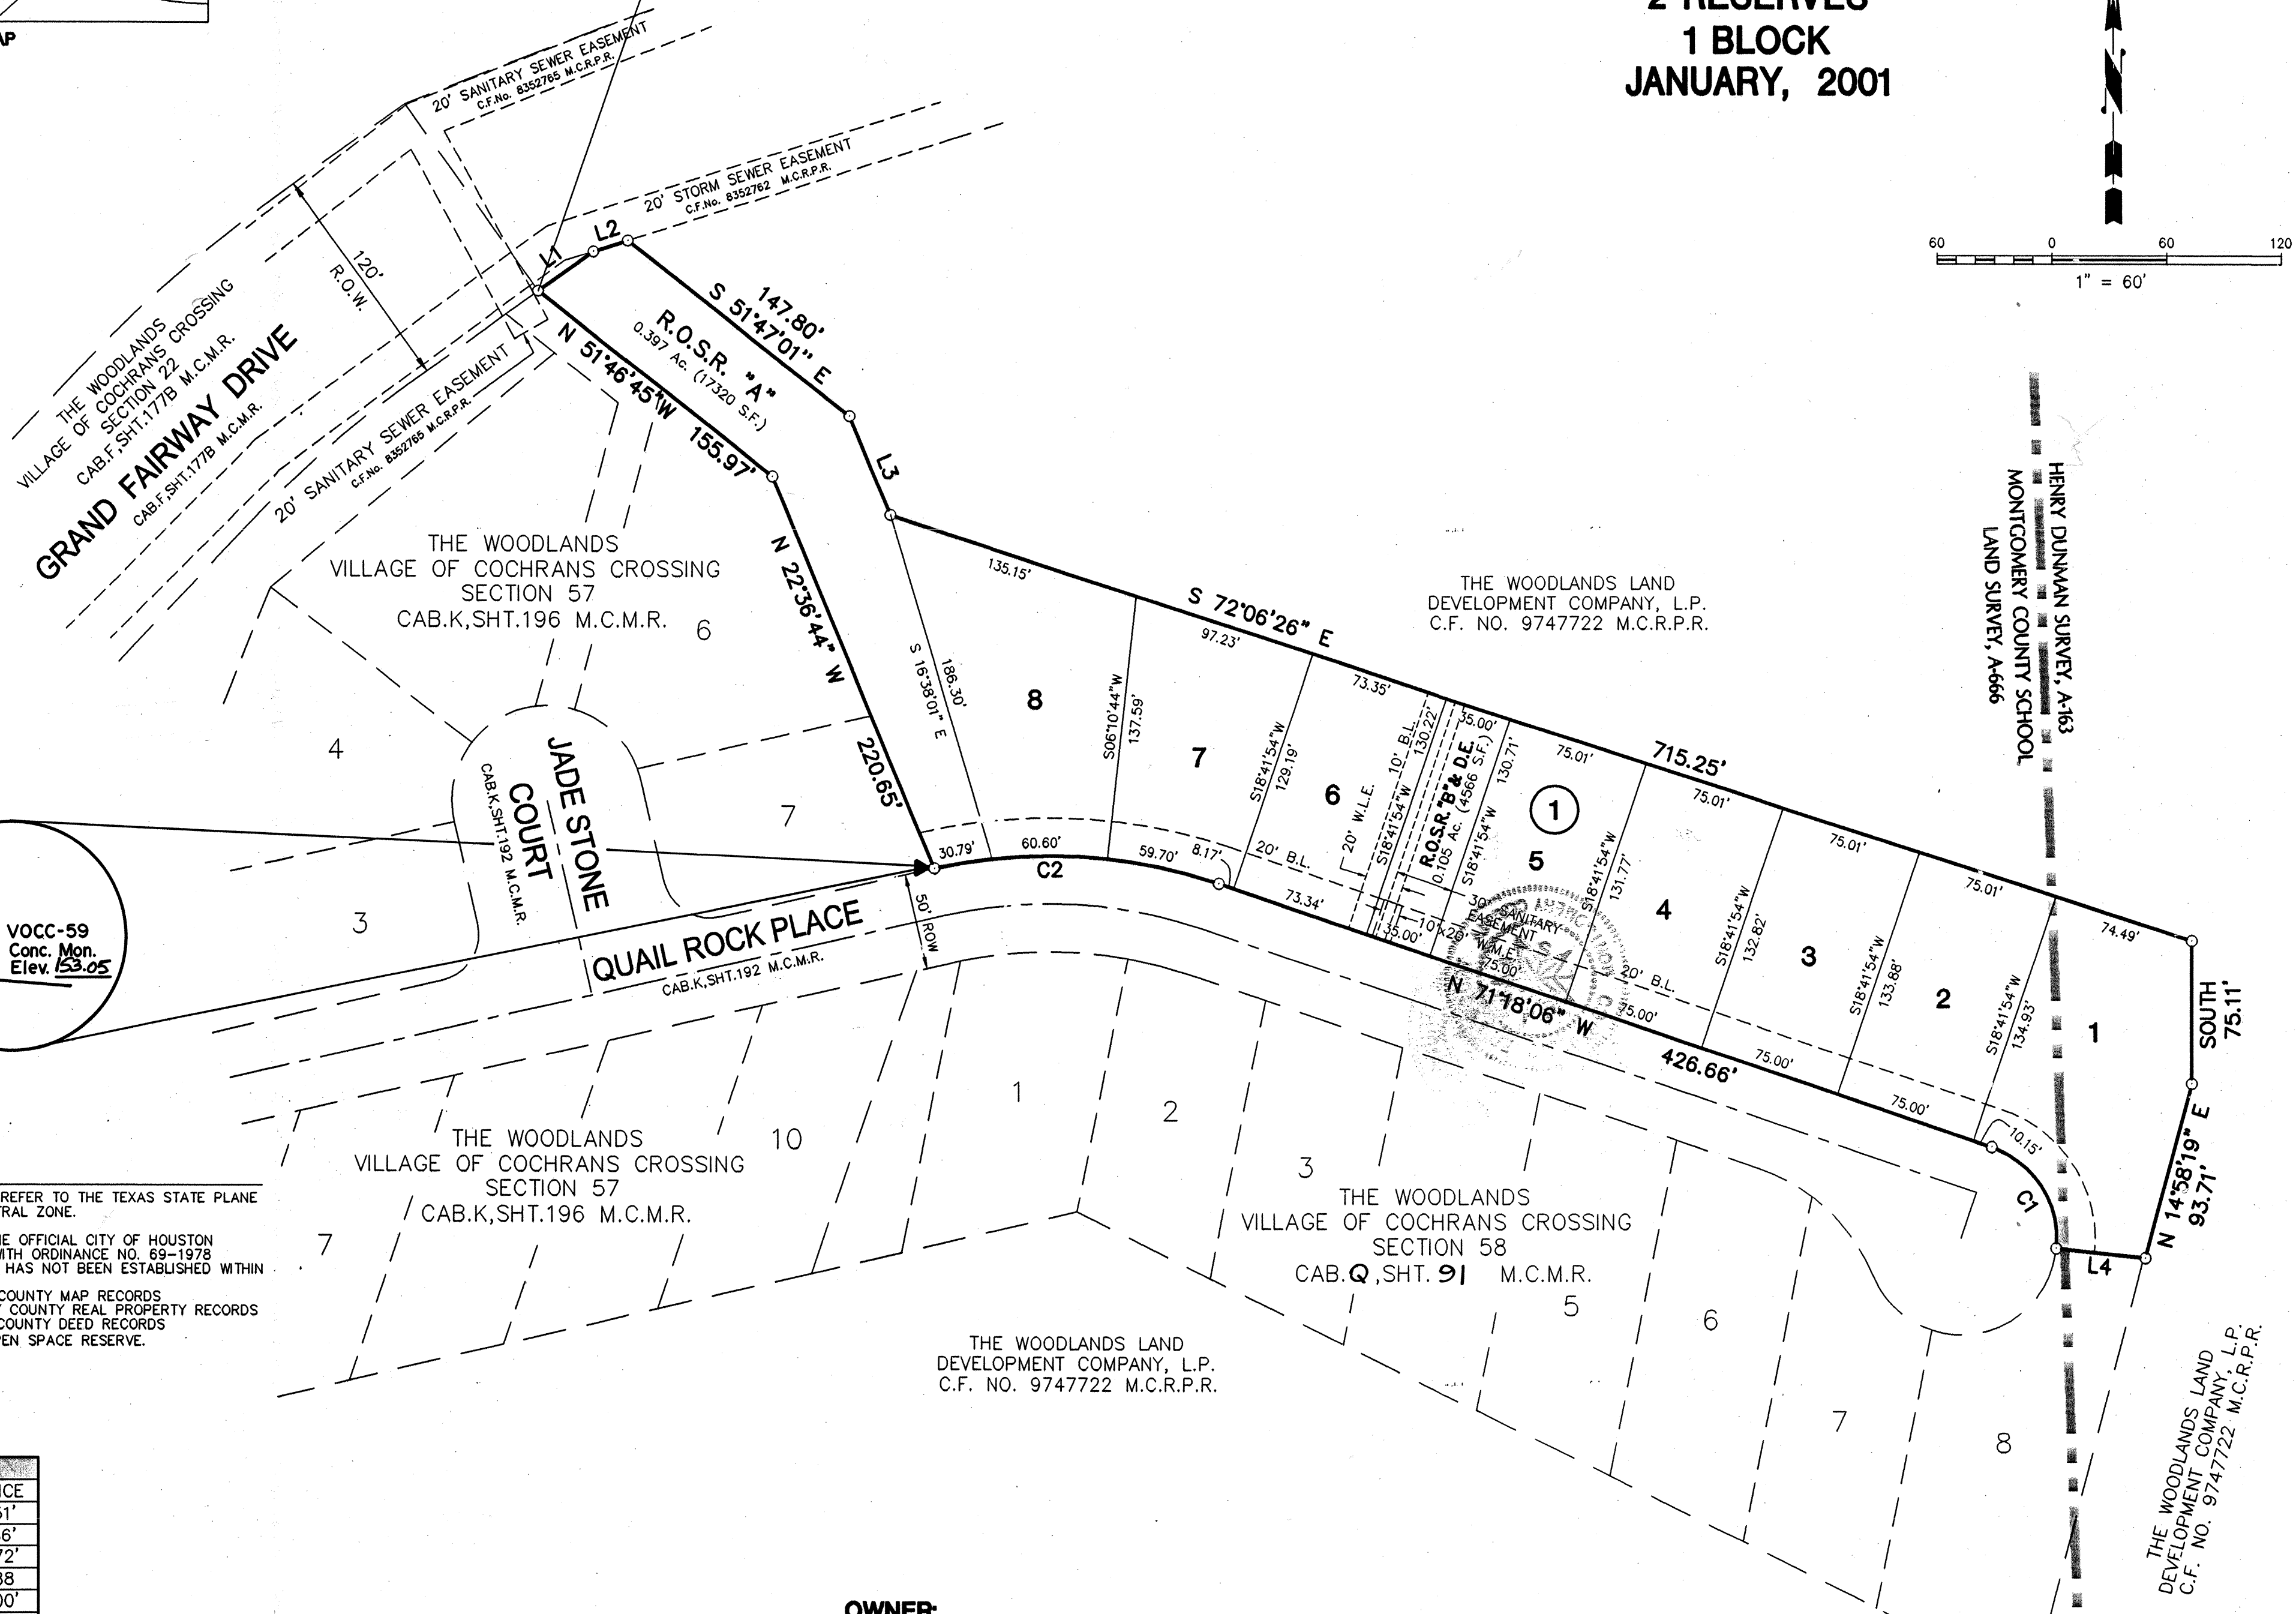 AP
2 RESERVES
1 BLOCK
JANUARY, 2001
N
60 0 60 120
1" = 60'
20' SANITARY SEWER EASEMENT
C.F.No. 8352765 M.C.R.P.R.
20' STORM SEWER EASEMENT
C.F.No. 8352762 M.C.R.P.R.
120'
R.O.W.
THE WOODLANDS
VILLAGE OF COCHRANS CROSSING
SECTION 22
CAB.F,SHT.177B M.C.M.R.
GRAND FAIRWAY DRIVE
CAB.F,SHT.177B M.C.M.R.
20' SANITARY SEWER EASEMENT
C.F.No. 8352765 M.C.R.P.R.
L1
L2
147.80'
S 51°47'01" E
R.O.S.R. "A"
0.397 Ac. (17320 S.F.)
N 51°46'45"W 155.97'
L3
THE WOODLANDS
VILLAGE OF COCHRANS CROSSING
SECTION 57
CAB.K,SHT.196 M.C.M.R.
6
4
7
3
N 22°36'44" W
220.65'
186.30'
S 16°38'01" E
JADE STONE
COURT
CAB.K,SHT.192 M.C.M.R.
135.15'
S 72°06'26" E
97.23'
73.35'
35.00'
75.01'
715.25'
75.01'
75.01'
75.01'
74.49'
THE WOODLANDS LAND
DEVELOPMENT COMPANY, L.P.
C.F. NO. 9747722 M.C.R.P.R.
HENRY DUNMAN SURVEY, A-163
MONTGOMERY COUNTY SCHOOL
LAND SURVEY, A-666
8
S06°10'44"W
137.59'
7
S18°41'54"W
129.19'
6
20' W.L.E.
10' B.L.
S18°41'54"W
130.22'
R.O.S.R."B"& D.E.
0.105 Ac. (4566 S.F.)
S18°41'54"W
130.71'
1
5
S18°41'54"W
131.77'
4
S18°41'54"W
132.82'
3
S18°41'54"W
133.88'
2
S18°41'54"W
134.93'
1
SOUTH
75.11'
N 14°58'19" E
93.71'
30.79'
60.60'
59.70'
8.17'
C2
20' B.L.
73.34'
35.00'
30' SANITARY
EASEMENT
10'x20'
W.M.E.
75.00'
20' B.L.
N 71°18'06" W
75.00'
426.66'
75.00'
75.00'
10.15'
C1
L4
50' ROW
QUAIL ROCK PLACE
CAB.K,SHT.192 M.C.M.R.
VOCC-59
Conc. Mon.
Elev. 153.05
THE WOODLANDS
VILLAGE OF COCHRANS CROSSING
SECTION 57
CAB.K,SHT.196 M.C.M.R.
7
10
1
2
3
THE WOODLANDS
VILLAGE OF COCHRANS CROSSING
SECTION 58
CAB.Q,SHT. 91 M.C.M.R.
5
6
7
8
REFER TO THE TEXAS STATE PLANE
TRAL ZONE.
HE OFFICIAL CITY OF HOUSTON
WITH ORDINANCE NO. 69-1978
HAS NOT BEEN ESTABLISHED WITHIN
COUNTY MAP RECORDS
Y COUNTY REAL PROPERTY RECORDS
COUNTY DEED RECORDS
PEN SPACE RESERVE.
THE WOODLANDS LAND
DEVELOPMENT COMPANY, L.P.
C.F. NO. 9747722 M.C.R.P.R.
THE WOODLANDS LAND
DEVELOPMENT COMPANY, L.P.
C.F. NO. 9747722 M.C.R.P.R.
OWNER: